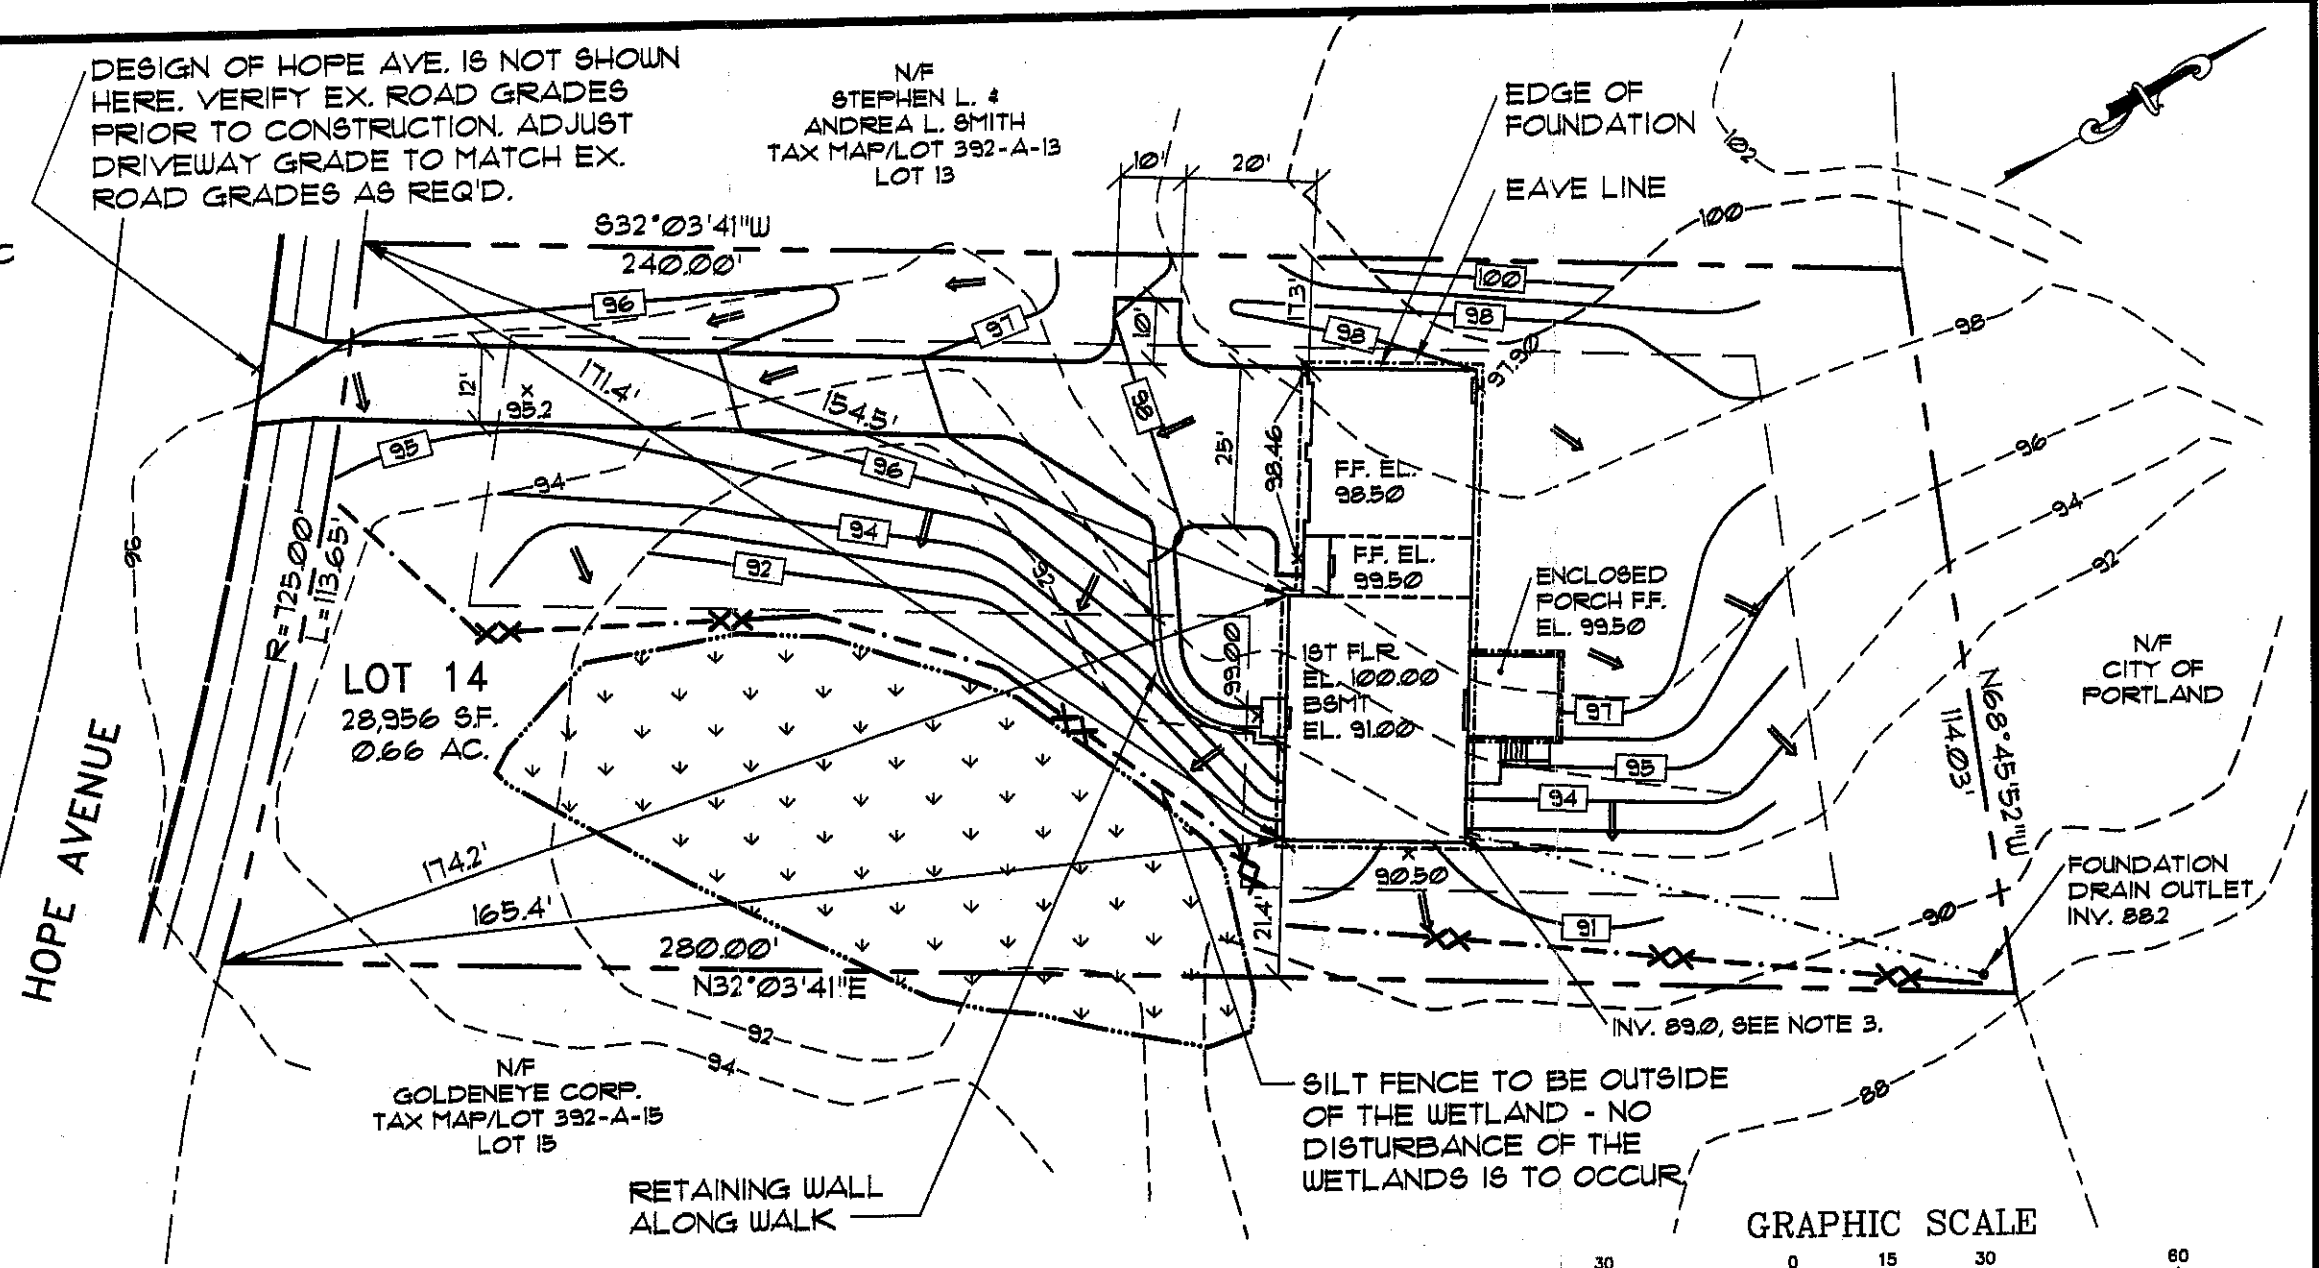 DESIGN OF HOPE AVE. IS NOT SHOWN
HERE. VERIFY EX. ROAD GRADES
PRIOR TO CONSTRUCTION. ADJUST
DRIVEWAY GRADE TO MATCH EX.
ROAD GRADES AS REQ'D.
N/F
STEPHEN L. &
ANDREA L. SMITH
TAX MAP/LOT 392-A-13
LOT 13
10'
20'
EDGE OF
FOUNDATION
EAVE LINE
102
100
S32°03'41"W
240.00'
96
97
17.3'
100
98
98
98
97.90
10'
12'
95.2
171.4'
154.5'
98
25'
98.46
F.F. EL.
98.50
96
95
94
96
94
92
92
94
92
F.F. EL.
99.50
ENCLOSED
PORCH F.F.
EL. 99.50
96
R=725.00'
L=113.65'
LOT 14
28,956 S.F.
0.66 AC.
99.00
1ST FLR
EL. 100.00
BSMT
EL. 91.00
97
95
94
N/F
CITY OF
PORTLAND
N68°45'52"W
114.03'
HOPE AVENUE
174.2'
165.4'
280.00'
N32°03'41"E
21.4'
90.50
91
90
FOUNDATION
DRAIN OUTLET
INV. 88.2
INV. 89.0, SEE NOTE 3.
92
94
88
N/F
GOLDENEYE CORP.
TAX MAP/LOT 392-A-15
LOT 15
SILT FENCE TO BE OUTSIDE
OF THE WETLAND - NO
DISTURBANCE OF THE
WETLANDS IS TO OCCUR
RETAINING WALL
ALONG WALK
GRAPHIC SCALE
30 0 15 30 60